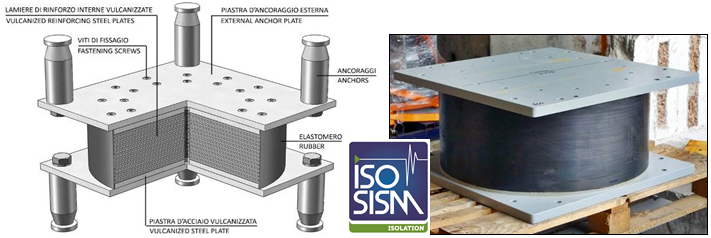 LAMIERE DI RINFORZO INTERNE VULCANIZZATE
VULCANIZED REINFORCING STEEL PLATES
PIASTRA D'ANCORAGGIO ESTERNA
EXTERNAL ANCHOR PLATE
VITI DI FISSAGIO
FASTENING SCREWS
ANCORAGGI
ANCHORS
ELASTOMERO
RUBBER
PIASTRA D'ACCIAIO VULCANIZZATA
VULCANIZED STEEL PLATE
ISO
SISM
ISOLATION